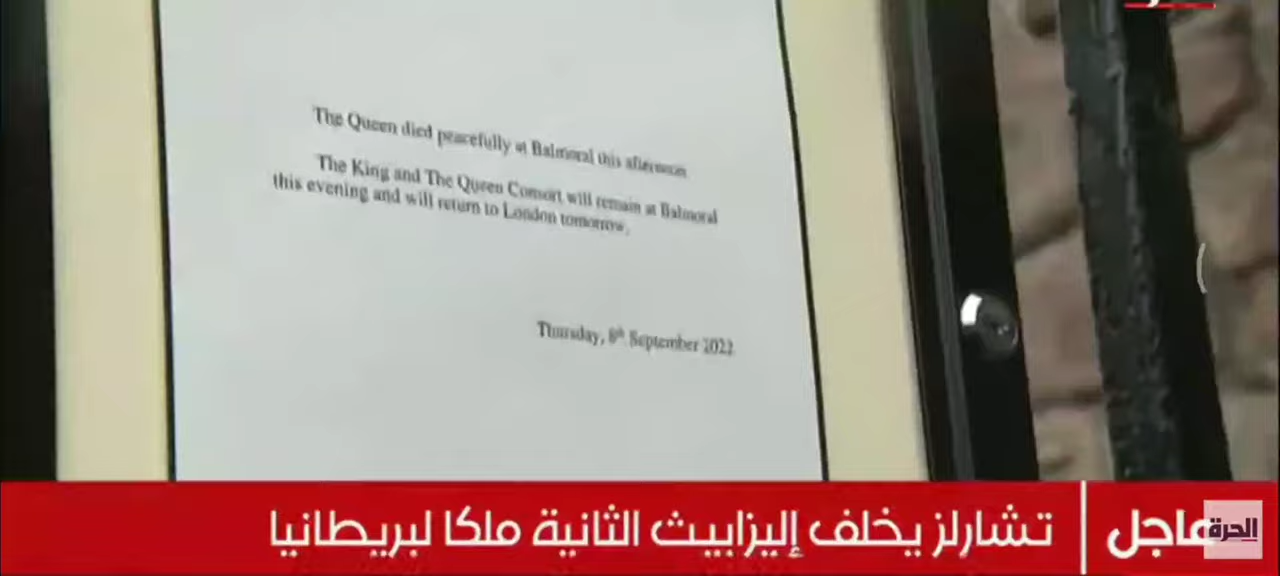 The Queen died peacefully at Balmoral this afternoon.
The King and The Queen Consort will remain at Balmoral
this evening and will return to London tomorrow.
Thursday, 8th September 2022
عاجل
تشارلز يخلف إليزابيث الثانية ملكا لبريطانيا
الحرة